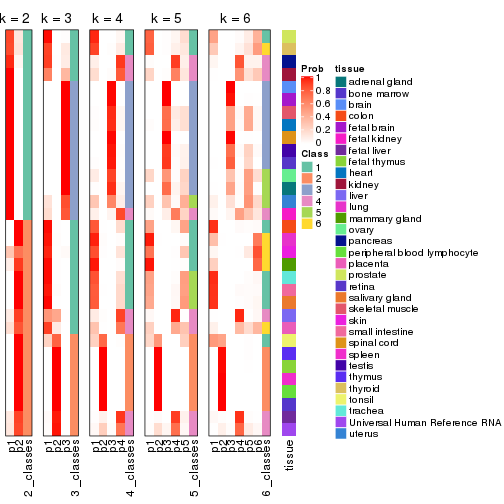 k = 2 k = 3 k = 4 k = 5 k = 6
Prob
1
0.8
0.6
0.4
0.2
0
Class
1
2
3
4
5
6
tissue
adrenal gland
bone marrow
brain
colon
fetal brain
fetal kidney
fetal liver
fetal thymus
heart
kidney
liver
lung
mammary gland
ovary
pancreas
peripheral blood lymphocyte
placenta
prostate
retina
salivary gland
skeletal muscle
skin
small intestine
spinal cord
spleen
testis
thymus
thyroid
tonsil
trachea
Universal Human Reference RNA
uterus
p1
p2
2_classes
p1
p2
p3
3_classes
p1
p2
p3
p4
4_classes
p1
p2
p3
p4
p5
5_classes
p1
p2
p3
p4
p5
p6
6_classes
tissue